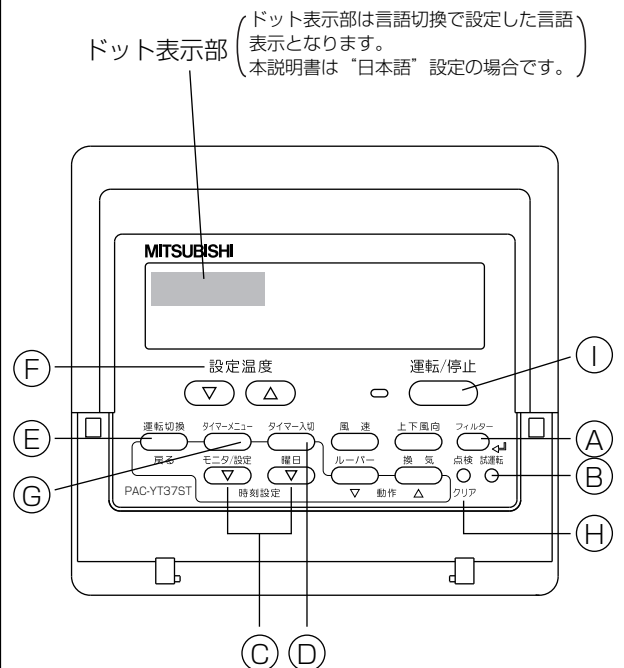 ドット表示部は言語切換で設定した言語
表示となります。
本説明書は“日本語”設定の場合です。
ドット表示部
MITSUBISHI
F 設定温度 運転/停止 I
▽ △
E 運転切換 タイマーメニュー タイマー入切 風速 上下風向 フィルター A
G 戻る モニタ/設定 曜日 ルーバー 換気 点検 試運転 B
▽ ▽
PAC-YT37ST 時刻設定 ▽ 動作 △ クリア H
C D